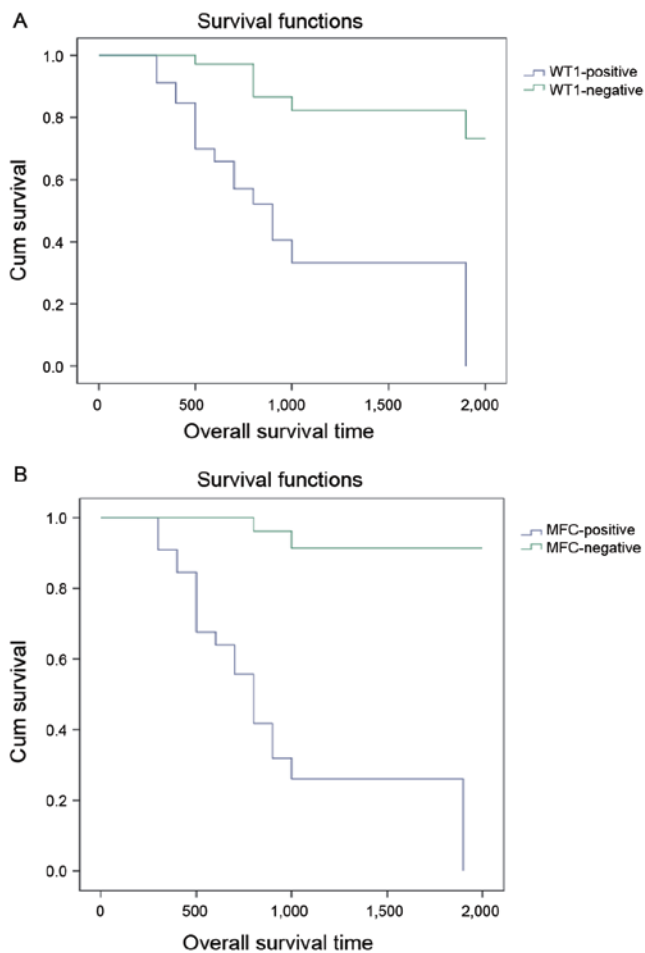 A
Survival functions
1.0
0.8
0.6
0.4
0.2
0.0
Cum survival
0 500 1,000 1,500 2,000
Overall survival time
WT1-positive
WT1-negative
B
Survival functions
1.0
0.8
0.6
0.4
0.2
0.0
Cum survival
0 500 1,000 1,500 2,000
Overall survival time
MFC-positive
MFC-negative